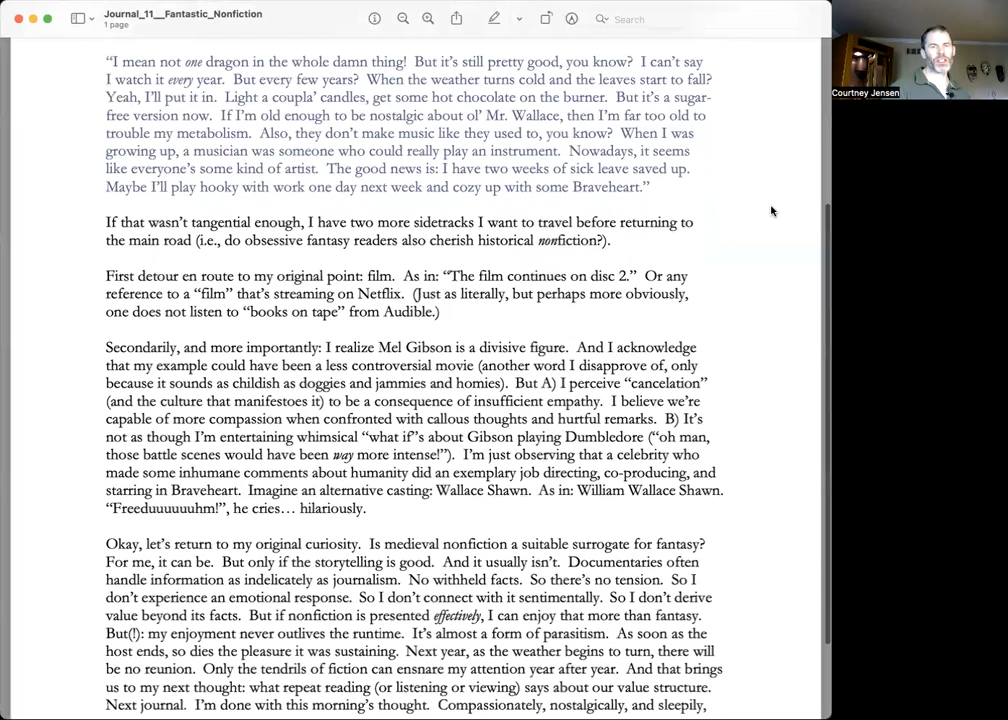 Journal_11__Fantastic_Nonfiction
1 page
Search
Courtney Jensen
“I mean not one dragon in the whole damn thing!  But it’s still pretty good, you know?  I can’t say
I watch it every year.  But every few years?  When the weather turns cold and the leaves start to fall?
Yeah, I’ll put it in.  Light a coupla’ candles, get some hot chocolate on the burner.  But it’s a sugar-
free version now.  If I’m old enough to be nostalgic about ol’ Mr. Wallace, then I’m far too old to
trouble my metabolism.  Also, they don’t make music like they used to, you know?  When I was
growing up, a musician was someone who could really play an instrument.  Nowadays, it seems
like everyone’s some kind of artist.  The good news is: I have two weeks of sick leave saved up.
Maybe I’ll play hooky with work one day next week and cozy up with some Braveheart.”
If that wasn’t tangential enough, I have two more sidetracks I want to travel before returning to
the main road (i.e., do obsessive fantasy readers also cherish historical nonfiction?).
First detour en route to my original point: film.  As in: “The film continues on disc 2.”  Or any
reference to a “film” that’s streaming on Netflix.  (Just as literally, but perhaps more obviously,
one does not listen to “books on tape” from Audible.)
Secondarily, and more importantly: I realize Mel Gibson is a divisive figure.  And I acknowledge
that my example could have been a less controversial movie (another word I disapprove of, only
because it sounds as childish as doggies and jammies and homies).  But A) I perceive “cancelation”
(and the culture that manifestoes it) to be a consequence of insufficient empathy.  I believe we’re
capable of more compassion when confronted with callous thoughts and hurtful remarks.  B) It’s
not as though I’m entertaining whimsical “what if”s about Gibson playing Dumbledore (“oh man,
those battle scenes would have been way more intense!”).  I’m just observing that a celebrity who
made some inhumane comments about humanity did an exemplary job directing, co-producing, and
starring in Braveheart.  Imagine an alternative casting: Wallace Shawn.  As in: William Wallace Shawn.
“Freeduuuuuuhm!”, he cries… hilariously.
Okay, let’s return to my original curiosity.  Is medieval nonfiction a suitable surrogate for fantasy?
For me, it can be.  But only if the storytelling is good.  And it usually isn’t.  Documentaries often
handle information as indelicately as journalism.  No withheld facts.  So there’s no tension.  So I
don’t experience an emotional response.  So I don’t connect with it sentimentally.  So I don’t derive
value beyond its facts.  But if nonfiction is presented effectively, I can enjoy that more than fantasy.
But(!): my enjoyment never outlives the runtime.  It’s almost a form of parasitism.  As soon as the
host ends, so dies the pleasure it was sustaining.  Next year, as the weather begins to turn, there will
be no reunion.  Only the tendrils of fiction can ensnare my attention year after year.  And that brings
us to my next thought: what repeat reading (or listening or viewing) says about our value structure.
Next journal.  I’m done with this morning’s thought.  Compassionately, nostalgically, and sleepily,